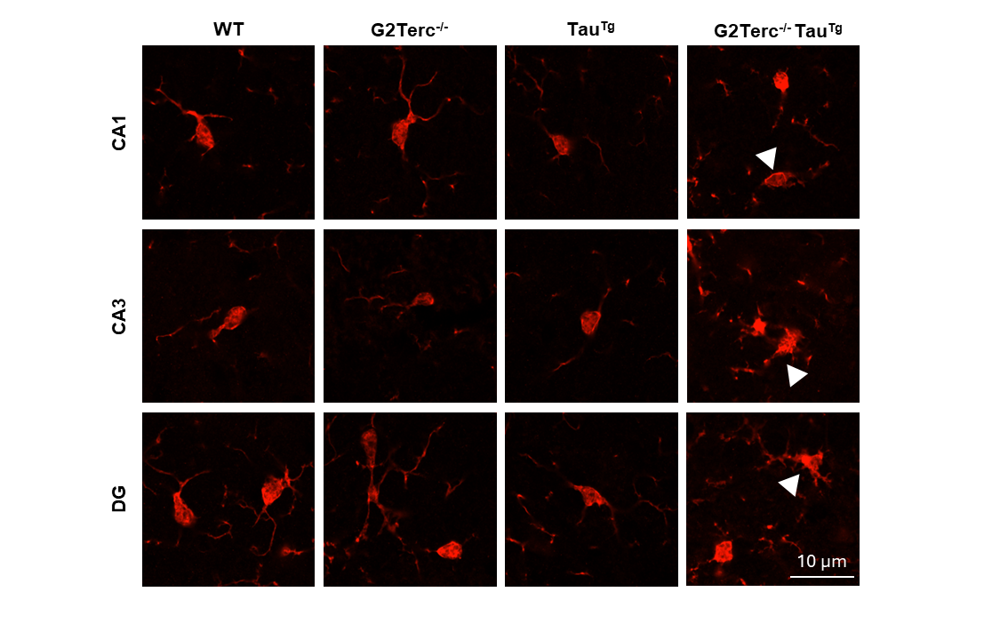 WT G2Terc-/- TauTg G2Terc-/- TauTg
CA1
CA3
DG
10 µm